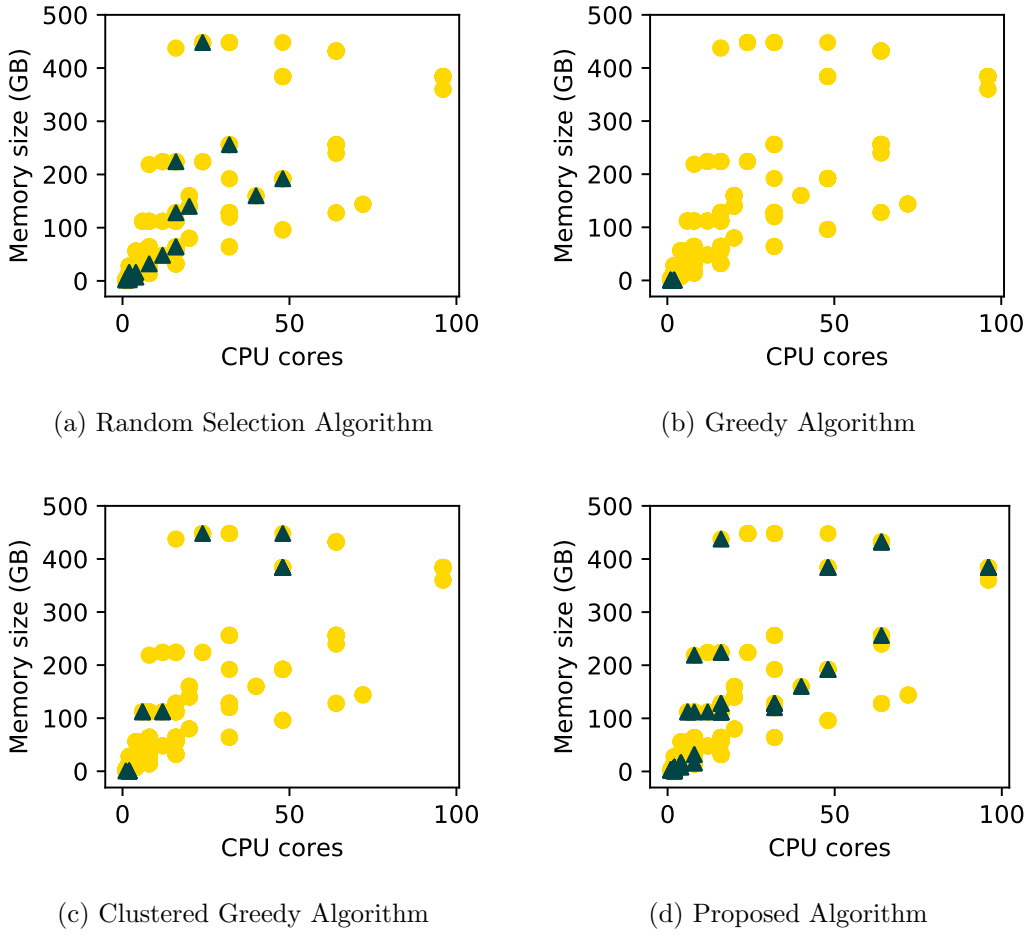 500
400
300
200
100
0
Memory size (GB)
0 50 100
CPU cores
(a) Random Selection Algorithm
500
400
300
200
100
0
Memory size (GB)
0 50 100
CPU cores
(b) Greedy Algorithm
500
400
300
200
100
0
Memory size (GB)
0 50 100
CPU cores
(c) Clustered Greedy Algorithm
500
400
300
200
100
0
Memory size (GB)
0 50 100
CPU cores
(d) Proposed Algorithm